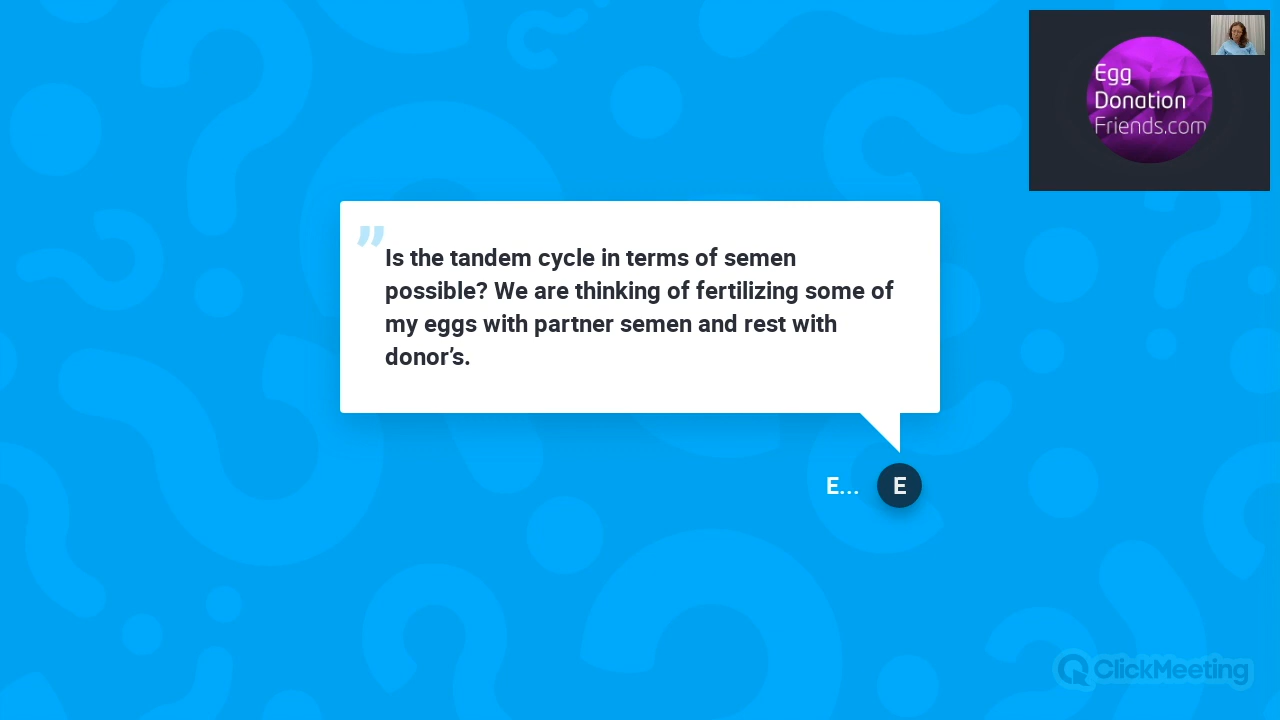 Egg
Donation
Friends.com
"
Is the tandem cycle in terms of semen
possible? We are thinking of fertilizing some of
my eggs with partner semen and rest with
donor’s.
E... E
ClickMeeting